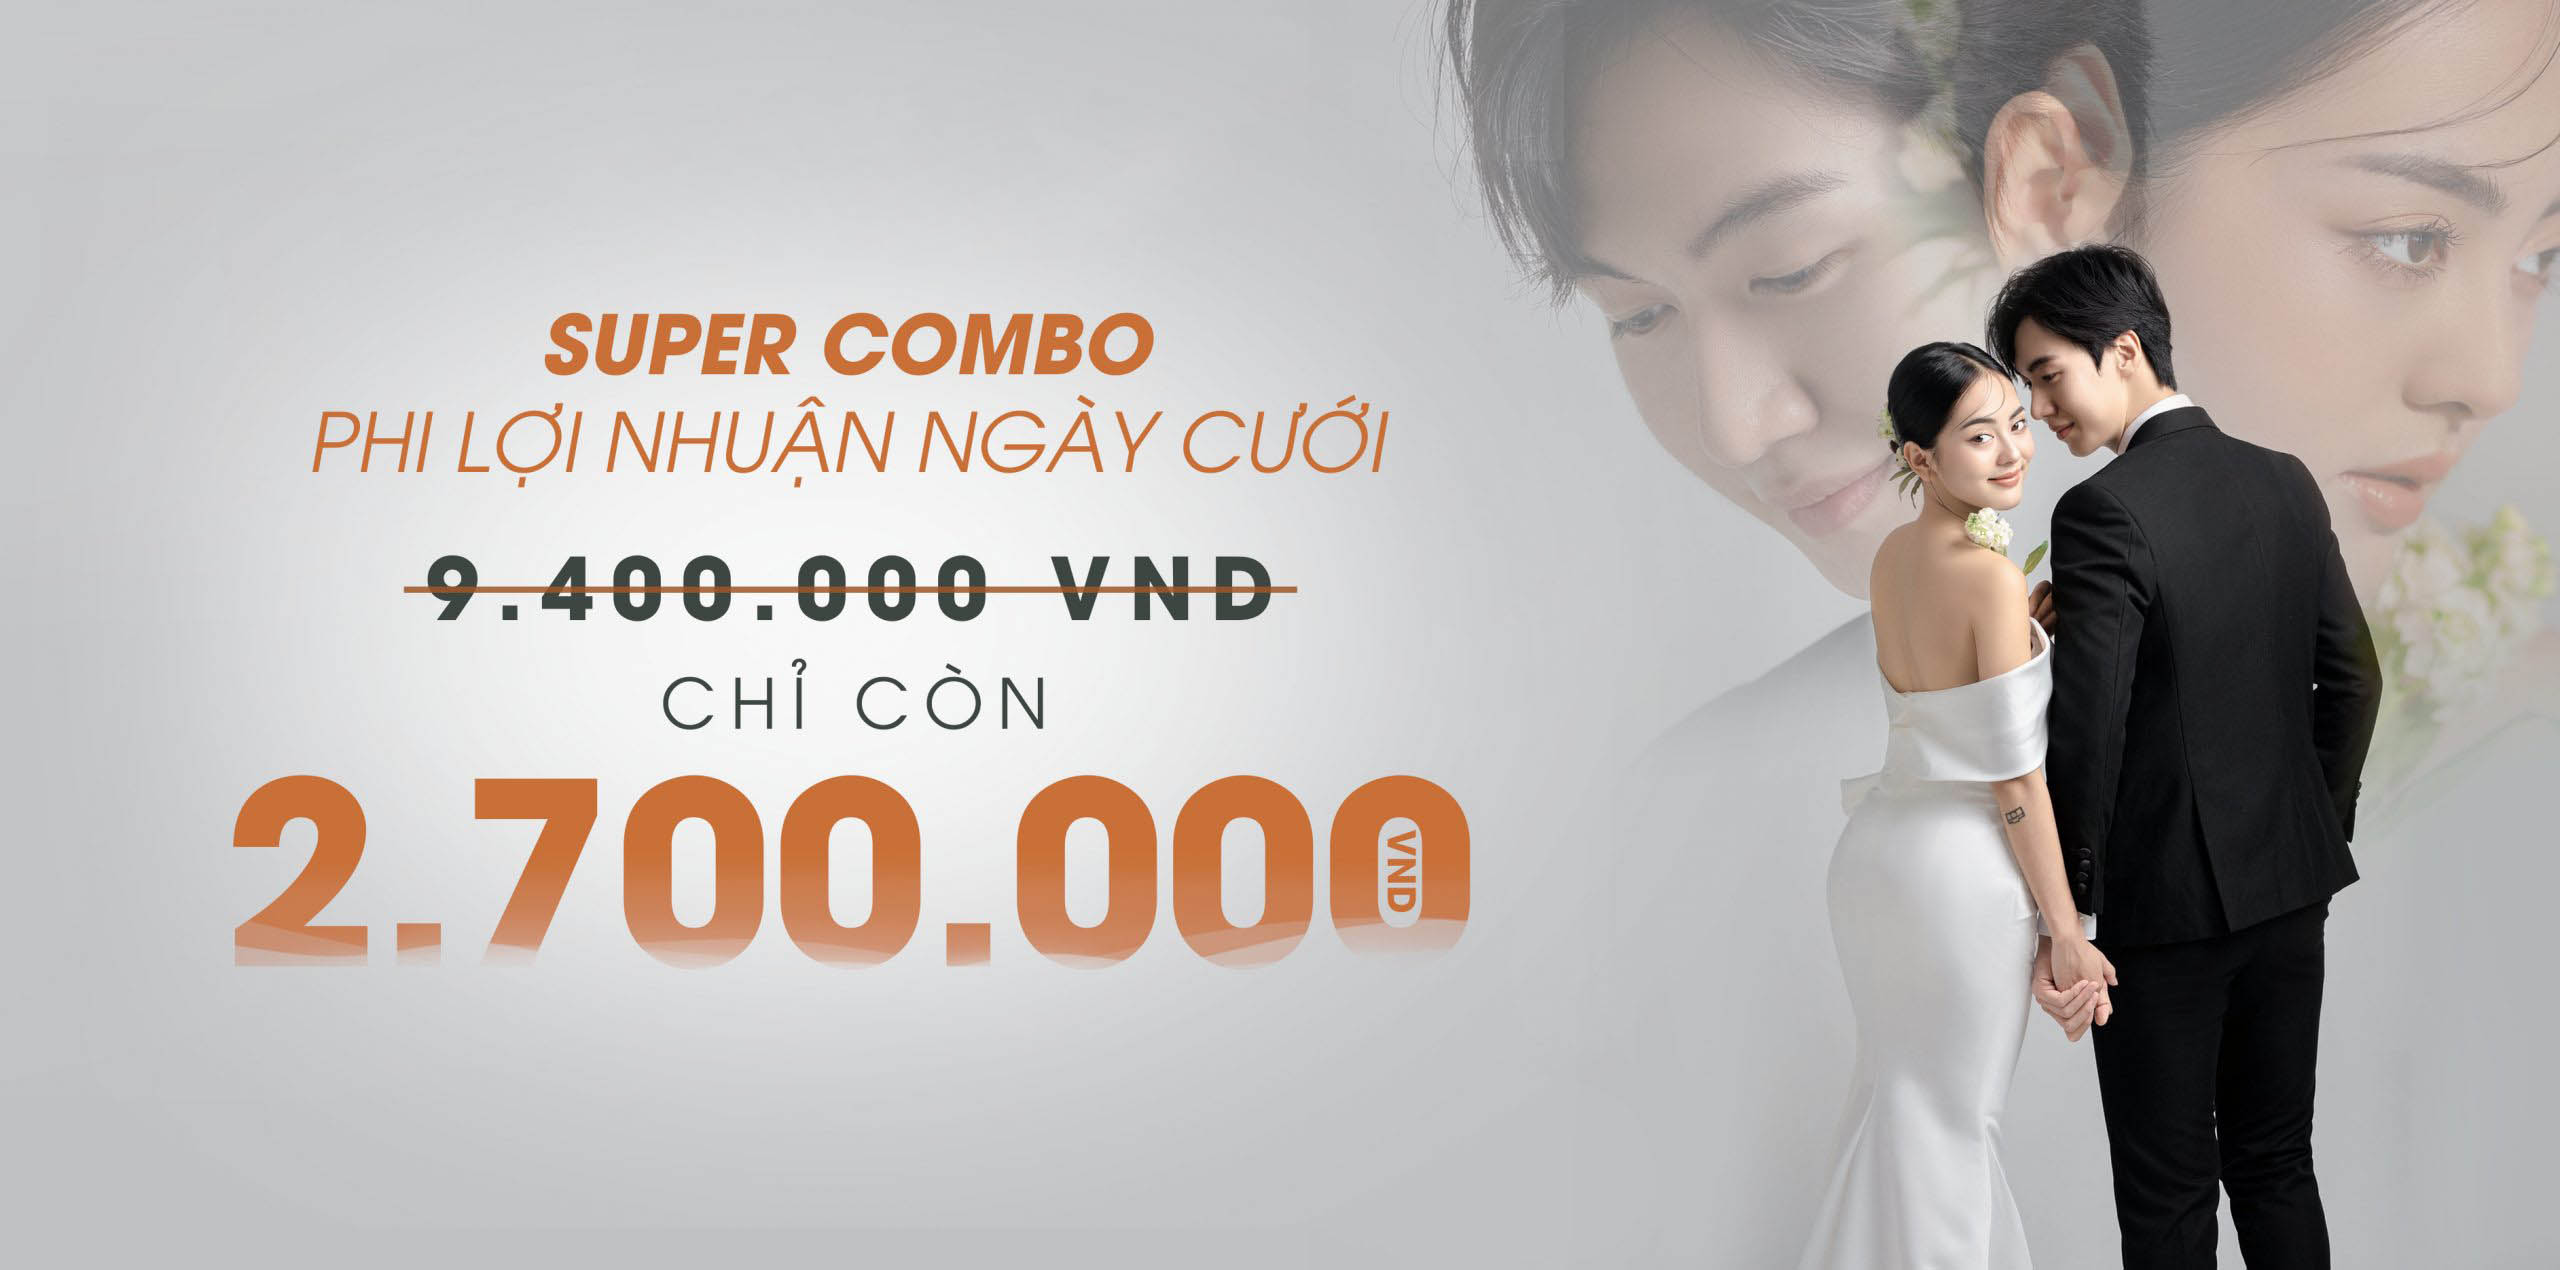 SUPER COMBO
PHI LỢI NHUẬN NGÀY CƯỚI
9.400.000 VND
CHỈ CÒN
2.700.000 VND